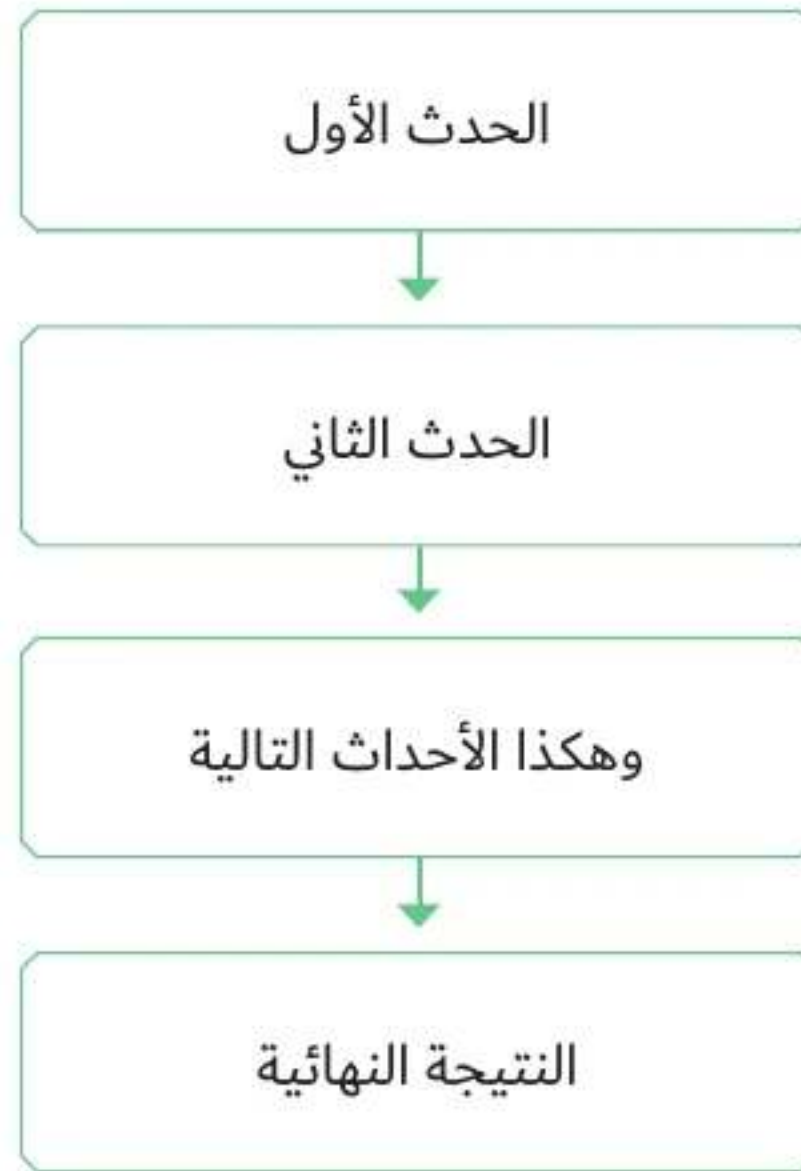 الحدث الأول
الحدث الثاني
وهكذا الأحداث التالية
النتيجة النهائية